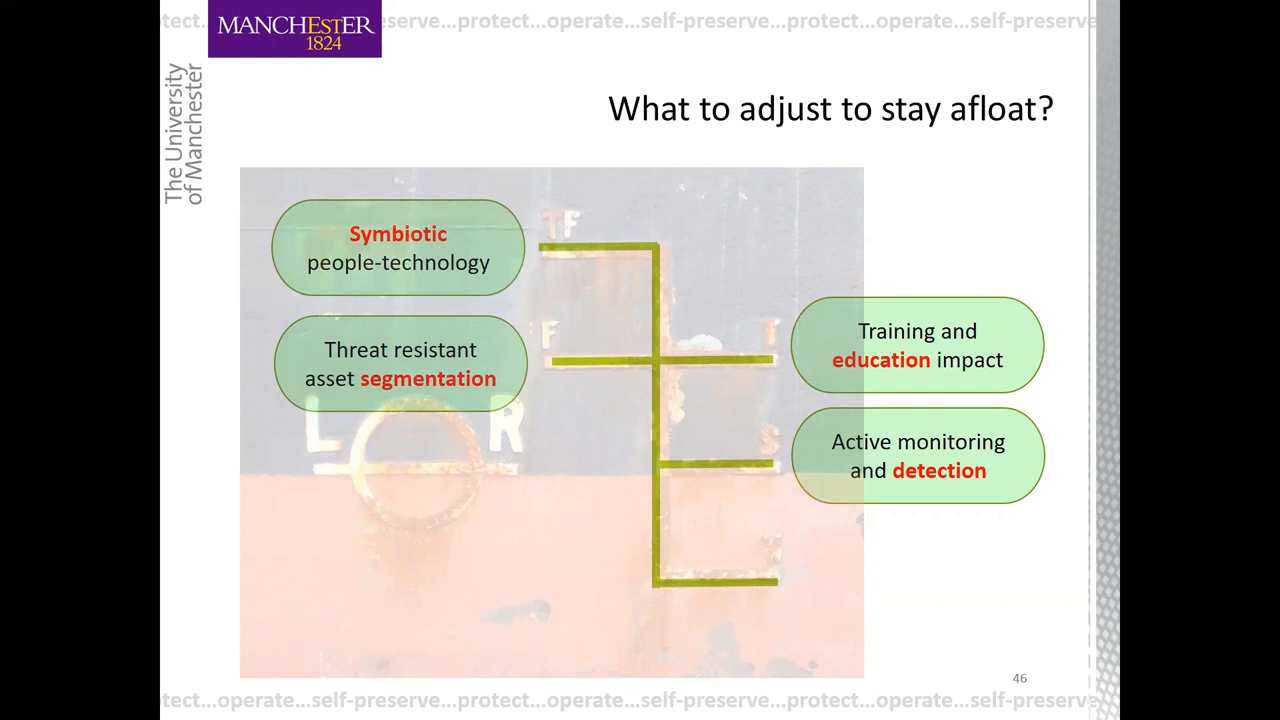 tect...operate...self-preserve...protect...operate...self-preserve...protect...operate...self-preserve
MANCHESTER
1824
The University
of Manchester
What to adjust to stay afloat?
Symbiotic
people-technology
TF
Threat resistant
asset segmentation
F
T
Training and
education impact
L
R
S
Active monitoring
and detection
W
46
tect...operate...self-preserve...protect...operate...self-preserve...protect...operate...self-preserve